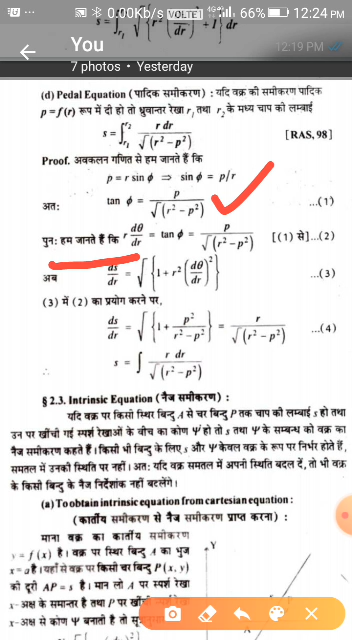 0.00Kb/s VOLTE 4G 66% 12:24 PM
You
12:19 PM
7 photos • Yesterday
(d) Pedal Equation (पादिक समीकरण) : यदि वक्र की समीकरण पादिक
p = f(r) रूप में दी हो तो ध्रुवान्तर रेखा r₁ तथा r₂ के मध्य चाप की लम्बाई
s = ∫_{r₁}^{r₂} r dr / √(r² – p²) [RAS, 98]
Proof. अवकलन गणित से हम जानते हैं कि
p = r sin ϕ ⇒ sin ϕ = p/r
अतः tan ϕ = p / √(r² – p²) ...(1)
पुनः हम जानते हैं कि r dθ/dr = tan ϕ = p / √(r² – p²) [(1) से]...(2)
अब ds/dr = √{1 + r² (dθ/dr)²} ...(3)
(3) में (2) का प्रयोग करने पर,
ds/dr = √{1 + p² / (r² – p²)} = r / √(r² – p²) ...(4)
s = ∫ r dr / √(r² – p²)
§ 2.3. Intrinsic Equation (नैज समीकरण) :
यदि वक्र पर किसी स्थिर बिन्दु A से चर बिन्दु P तक चाप की लम्बाई s हो तथा
उन पर खींची गई स्पर्श रेखाओं के बीच का कोण Ψ हो तो s तथा Ψ के सम्बन्ध को वक्र का
नैज समीकरण कहते हैं। किसी भी बिन्दु के लिए s और Ψ केवल वक्र के रूप पर निर्भर होते हैं,
समतल में उनकी स्थिति पर नहीं। अतः यदि वक्र समतल में अपनी स्थिति बदल दें, तो भी वक्र
के किसी बिन्दु के नैज निर्देशांक नहीं बदलेंगे।
(a) To obtain intrinsic equation from cartesian equation :
(कार्तीय समीकरण से नैज समीकरण प्राप्त करना) :
माना वक्र का कार्तीय समीकरण
y = f(x) है। वक्र पर स्थिर बिन्दु A का भुज
x = a है। यहाँ से वक्र पर किसी चर बिन्दु P (x, y)
को दूरी AP = s है। मान लो A पर स्पर्श रेखा
x- अक्ष के समान्तर है तथा P पर खींची
x- अक्ष से कोण Ψ बनाती है तो
Y